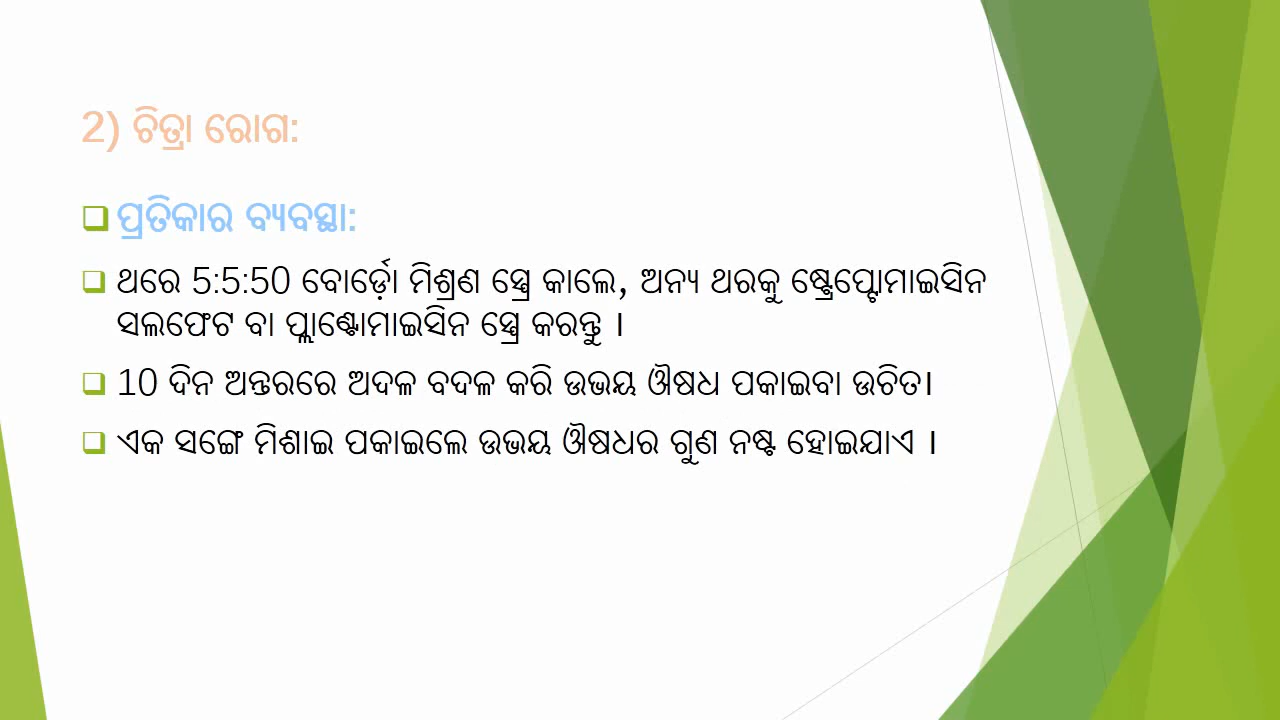 2) ଚିତ୍ରା ରୋଗ:
ପ୍ରତିକାର ବ୍ୟବସ୍ଥା:
ଥରେ 5:5:50 ବୋର୍ଡ଼ୋ ମିଶ୍ରଣ ସ୍ପ୍ରେ କାଲେ, ଅନ୍ୟ ଥରକୁ ଷ୍ଟ୍ରେପ୍ଟୋମାଇସିନ
ସଲଫେଟ ବା ପ୍ଲାଣ୍ଟୋମାଇସିନ ସ୍ପ୍ରେ କରନ୍ତୁ ।
10 ଦିନ ଅନ୍ତରରେ ଅଦଳ ବଦଳ କରି ଉଭୟ ଔଷଧ ପକାଇବା ଉଚିତ।
ଏକ ସଙ୍ଗେ ମିଶାଇ ପକାଇଲେ ଉଭୟ ଔଷଧର ଗୁଣ ନଷ୍ଟ ହୋଇଯାଏ ।